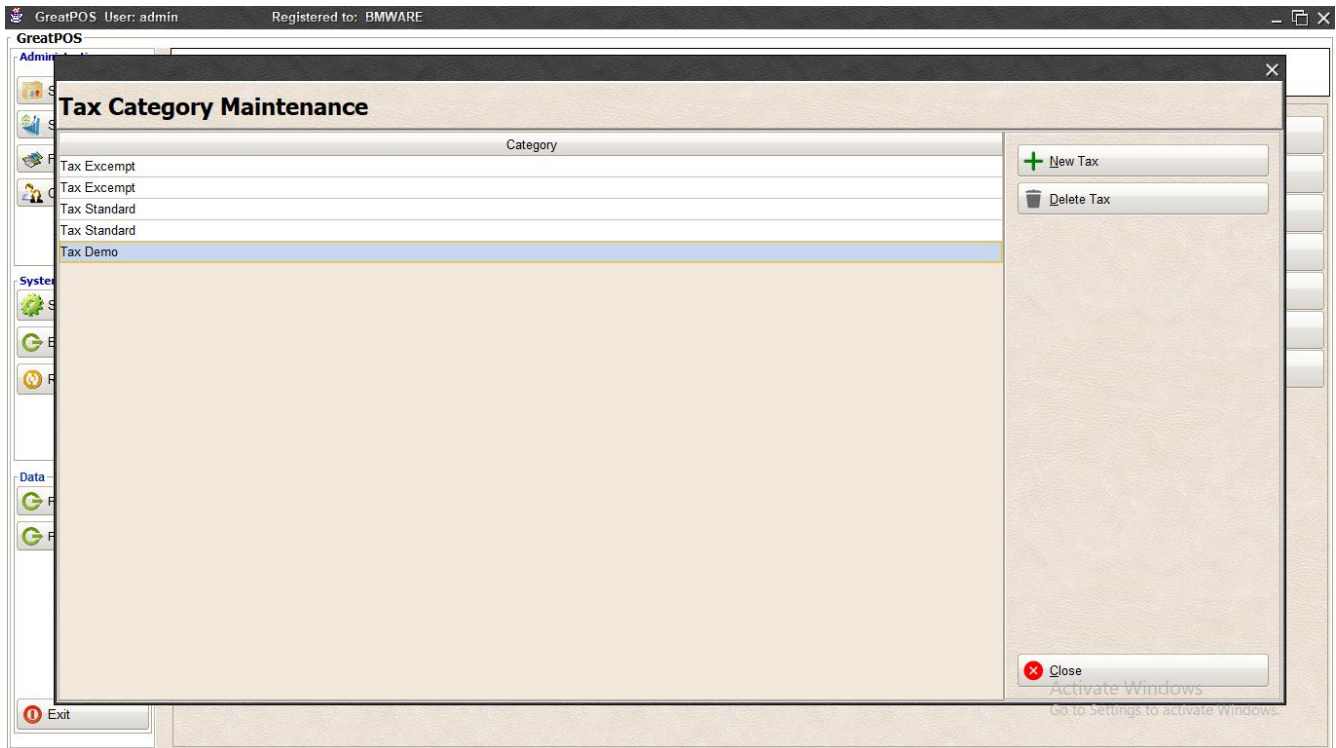 GreatPOS User: admin Registered to: BMWARE
GreatPOS
Tax Category Maintenance
Category
Tax Excempt
Tax Excempt
Tax Standard
Tax Standard
Tax Demo
New Tax
Delete Tax
Data
Close
Activate Windows
Go to Settings to activate Windows.
Exit